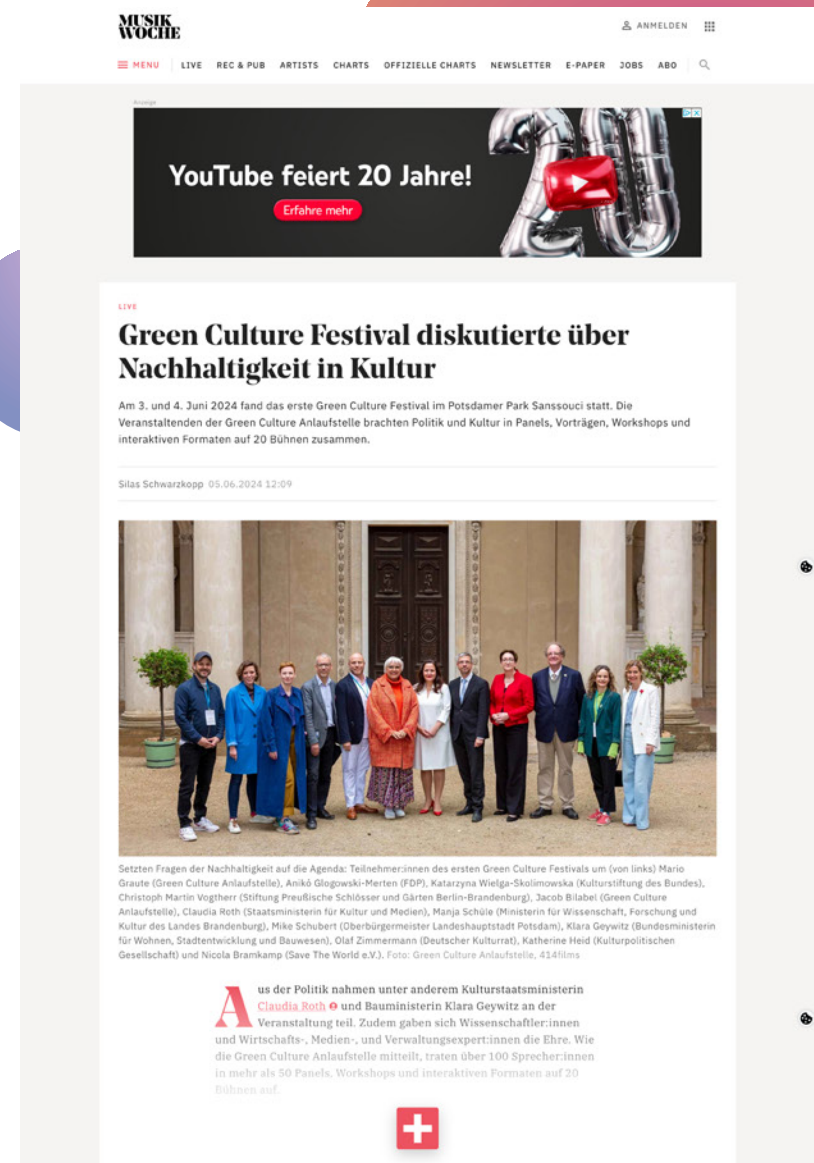 MUSIK
WOCHE
ANMELDEN
MENU LIVE REC & PUB ARTISTS CHARTS OFFIZIELLE CHARTS NEWSLETTER E-PAPER JOBS ABO
Anzeige
YouTube feiert 20 Jahre!
Erfahre mehr
20
LIVE
Green Culture Festival diskutierte über
Nachhaltigkeit in Kultur
Am 3. und 4. Juni 2024 fand das erste Green Culture Festival im Potsdamer Park Sanssouci statt. Die
Veranstaltenden der Green Culture Anlaufstelle brachten Politik und Kultur in Panels, Vorträgen, Workshops und
interaktiven Formaten auf 20 Bühnen zusammen.
Silas Schwarzkopp 05.06.2024 12:09
Setzten Fragen der Nachhaltigkeit auf die Agenda: Teilnehmer:innen des ersten Green Culture Festivals um (von links) Mario
Graute (Green Culture Anlaufstelle), Anikó Glogowski-Merten (FDP), Katarzyna Wielga-Skolimowska (Kulturstiftung des Bundes),
Christoph Martin Vogtherr (Stiftung Preußische Schlösser und Gärten Berlin-Brandenburg), Jacob Bilabel (Green Culture
Anlaufstelle), Claudia Roth (Staatsministerin für Kultur und Medien), Manja Schüle (Ministerin für Wissenschaft, Forschung und
Kultur des Landes Brandenburg), Mike Schubert (Oberbürgermeister Landeshauptstadt Potsdam), Klara Geywitz (Bundesministerin
für Wohnen, Stadtentwicklung und Bauwesen), Olaf Zimmermann (Deutscher Kulturrat), Katherine Heid (Kulturpolitischen
Gesellschaft) und Nicola Bramkamp (Save The World e.V.). Foto: Green Culture Anlaufstelle, 414films
Aus der Politik nahmen unter anderem Kulturstaatsministerin
Claudia Roth und Bauministerin Klara Geywitz an der
Veranstaltung teil. Zudem gaben sich Wissenschaftler:innen
und Wirtschafts-, Medien-, und Verwaltungsexpert:innen die Ehre. Wie
die Green Culture Anlaufstelle mitteilt, traten über 100 Sprecher:innen
in mehr als 50 Panels, Workshops und interaktiven Formaten auf 20
Bühnen auf.